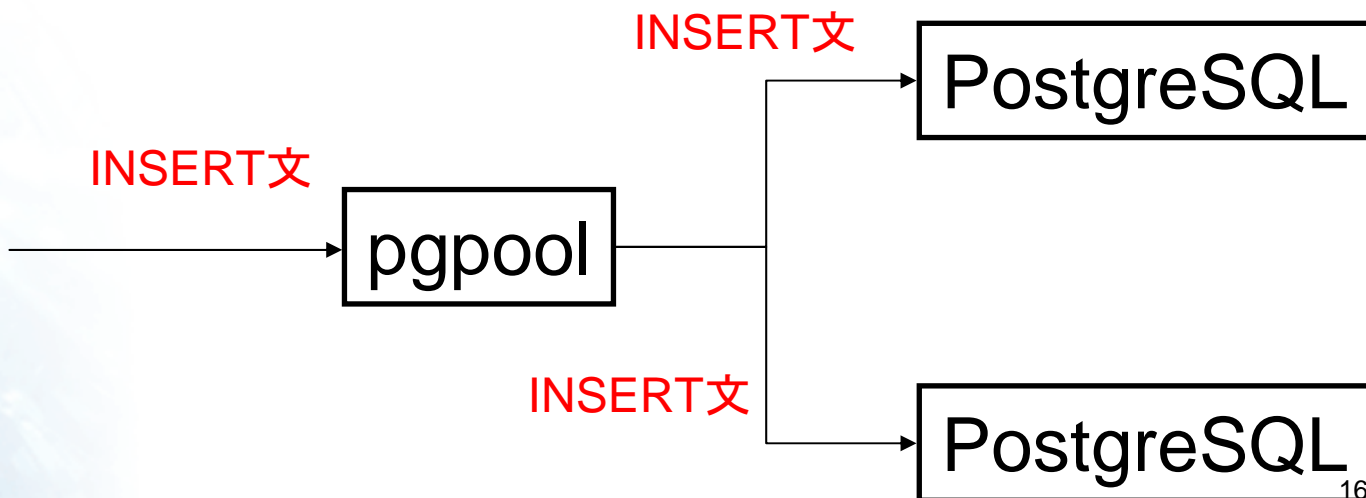 INSERT文
PostgreSQL
INSERT文
pgpool
INSERT文
PostgreSQL
16